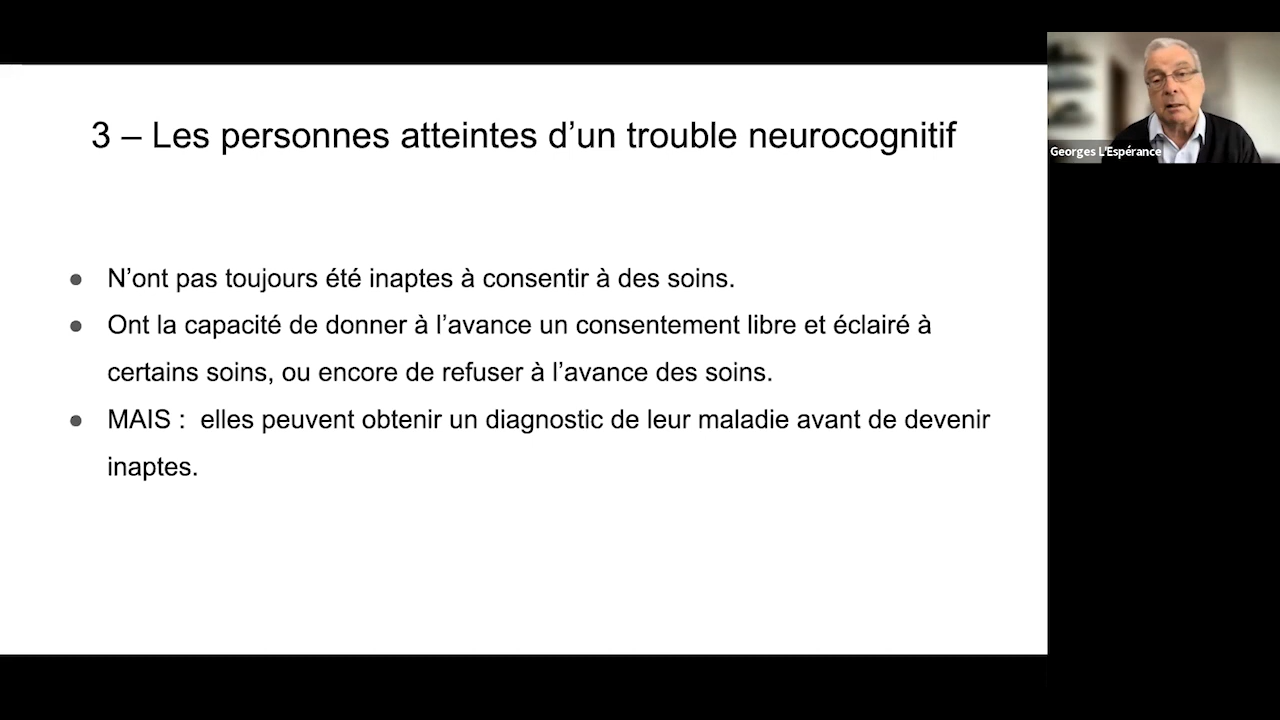 3 – Les personnes atteintes d’un trouble neurocognitif
● N’ont pas toujours été inaptes à consentir à des soins.
● Ont la capacité de donner à l’avance un consentement libre et éclairé à
certains soins, ou encore de refuser à l’avance des soins.
● MAIS :  elles peuvent obtenir un diagnostic de leur maladie avant de devenir
inaptes.
Georges L’Espérance